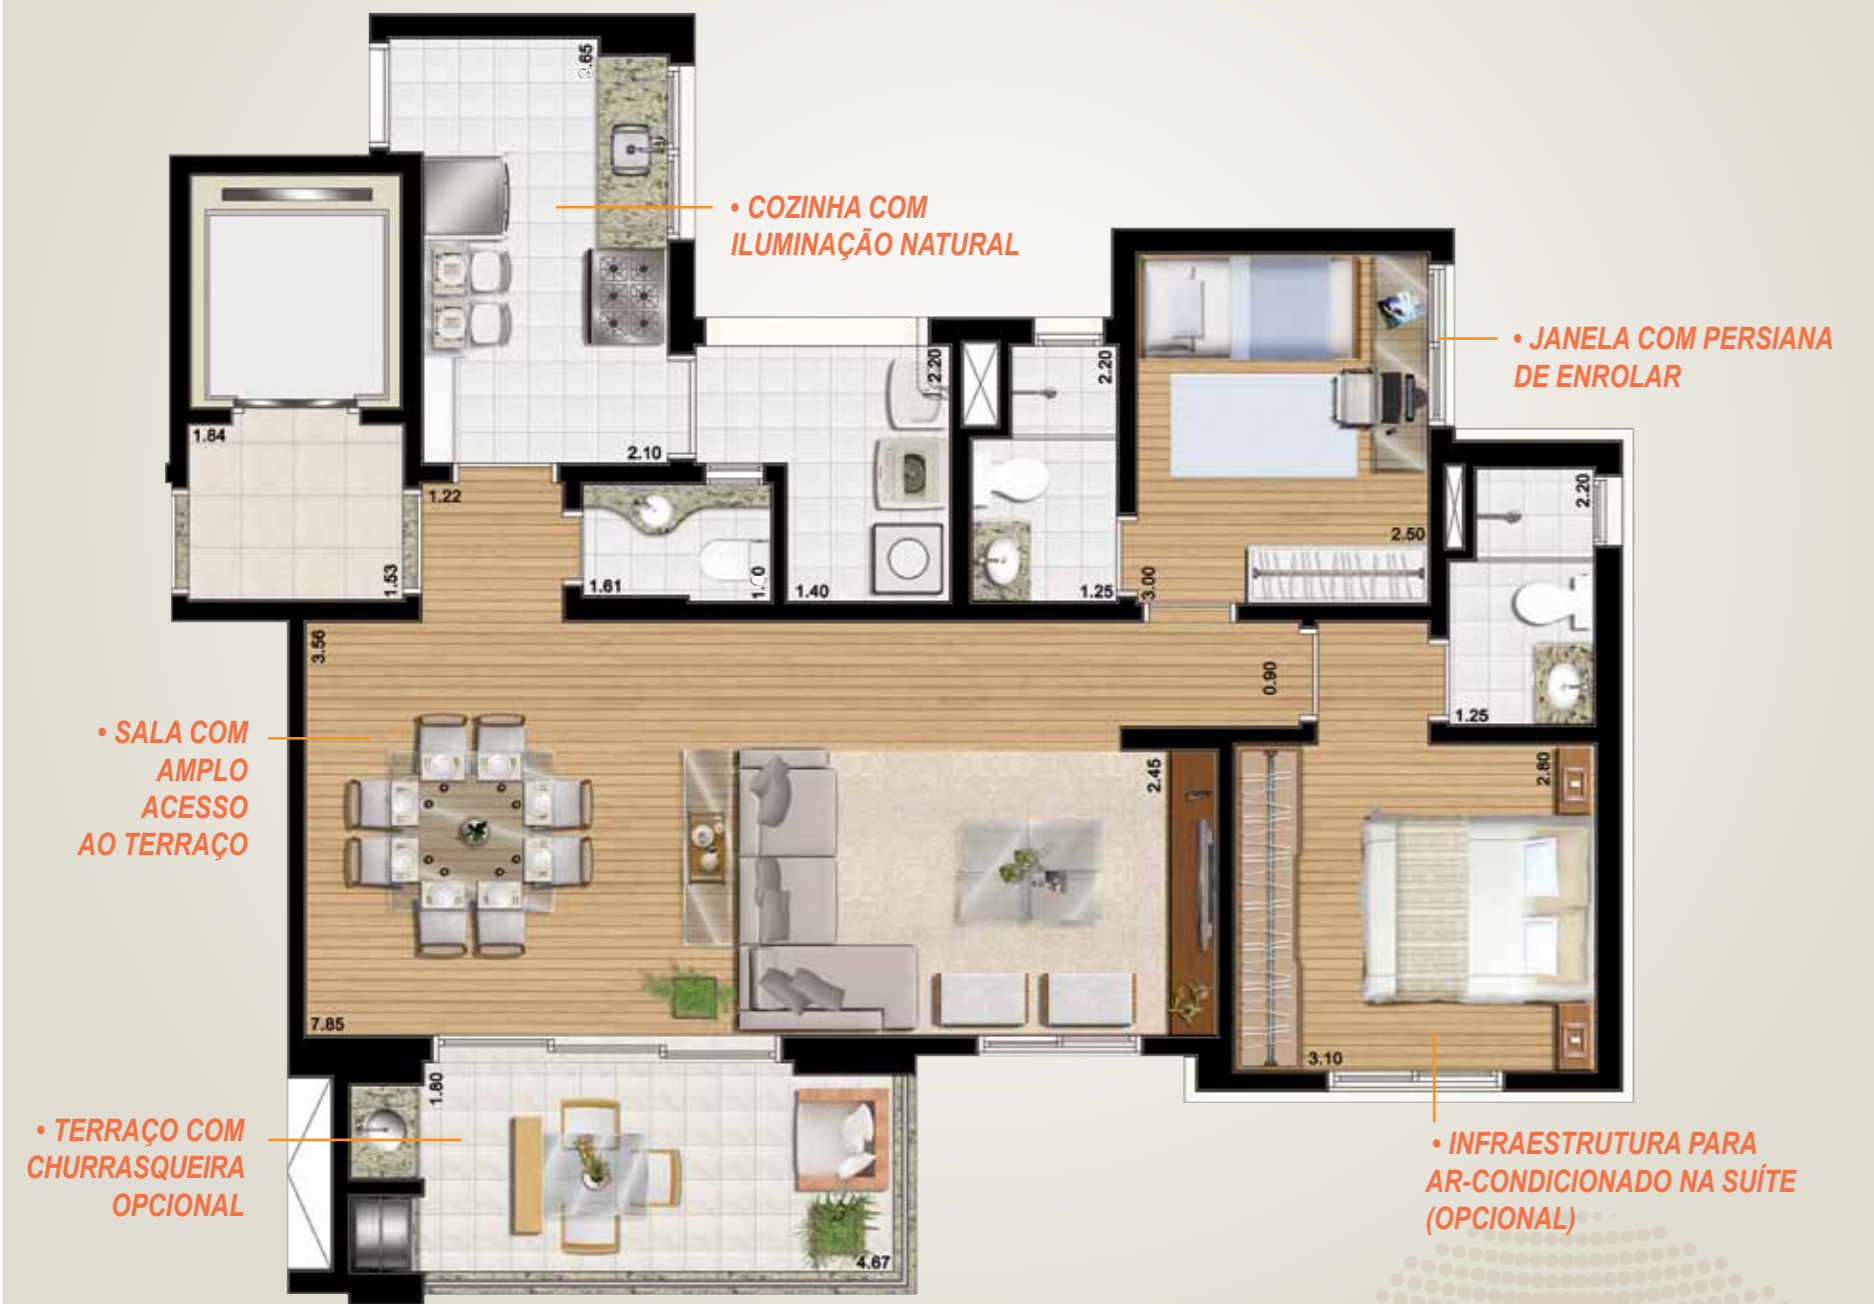 3.65
• COZINHA COM
ILUMINAÇÃO NATURAL
• JANELA COM PERSIANA
DE ENROLAR
2.20
2.20
1.84
2.10
1.22
2.20
2.50
1.53
1.61
1.40
1.25
3.00
3.56
0.90
1.25
• SALA COM
AMPLO
ACESSO
AO TERRAÇO
2.45
2.80
7.85
3.10
1.80
• TERRAÇO COM
CHURRASQUEIRA
OPCIONAL
• INFRAESTRUTURA PARA
AR-CONDICIONADO NA SUÍTE
(OPCIONAL)
4.67